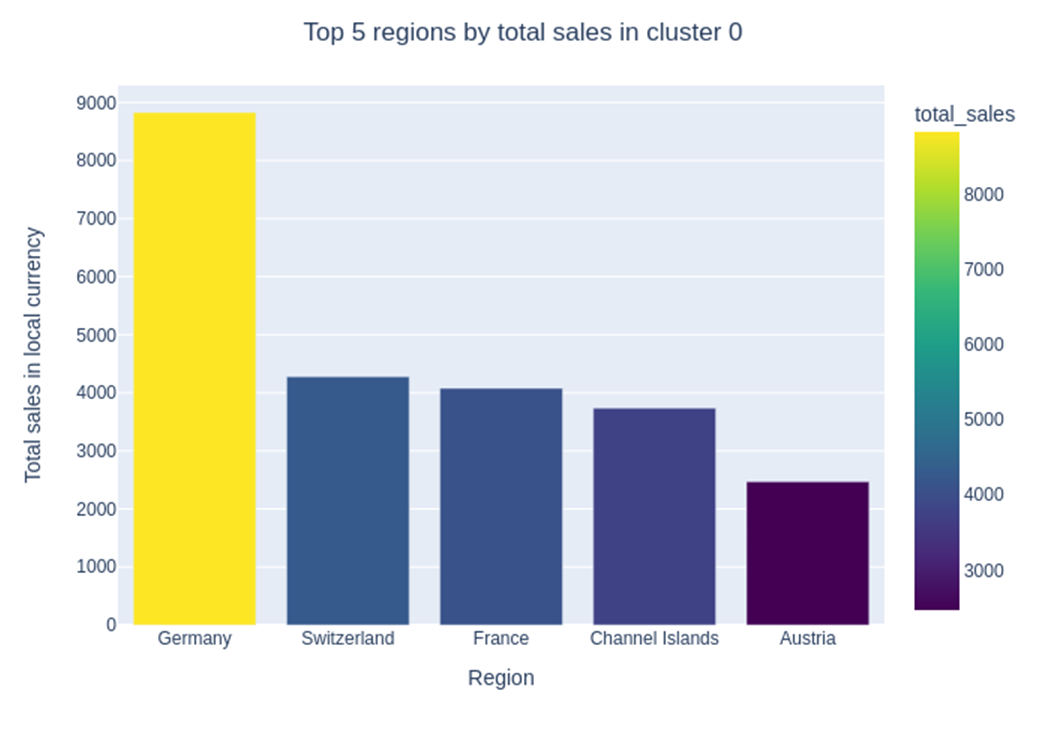 Top 5 regions by total sales in cluster 0
Total sales in local currency
9000
8000
7000
6000
5000
4000
3000
2000
1000
0
Germany
Switzerland
France
Channel Islands
Austria
Region
total_sales
8000
7000
6000
5000
4000
3000